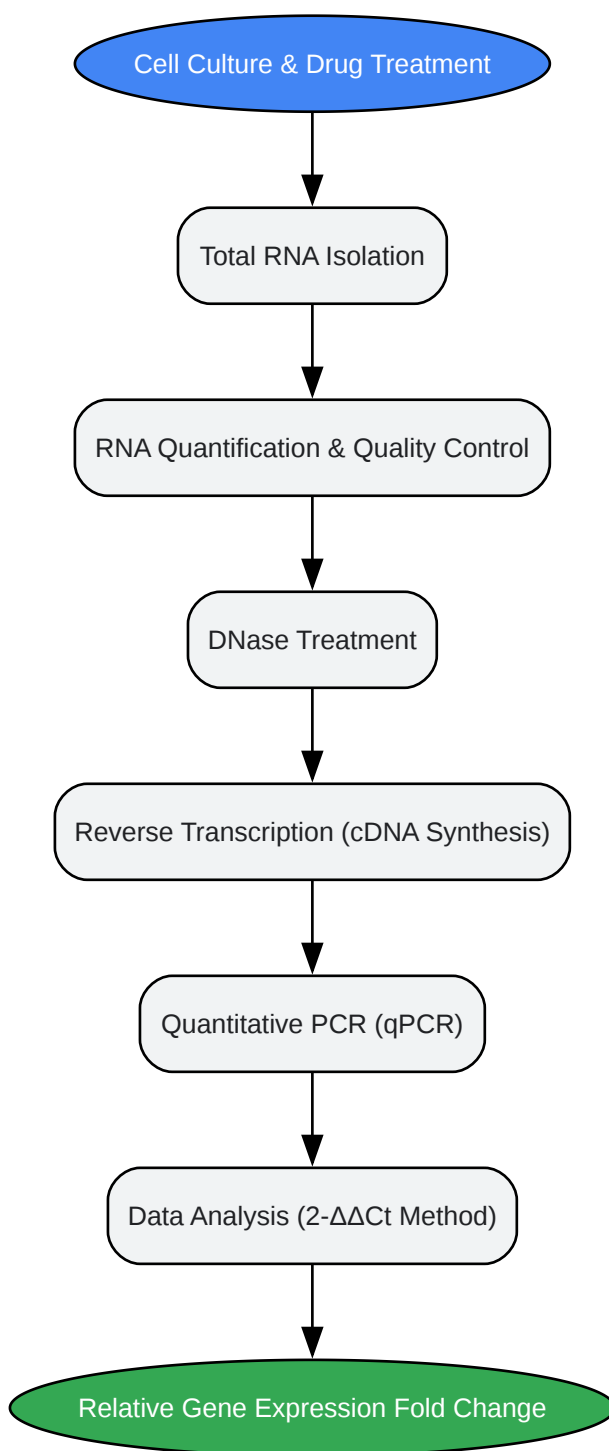 Cell Culture & Drug Treatment
Total RNA Isolation
RNA Quantification & Quality Control
DNase Treatment
Reverse Transcription (cDNA Synthesis)
Quantitative PCR (qPCR)
Data Analysis (2-ΔΔCt Method)
Relative Gene Expression Fold Change